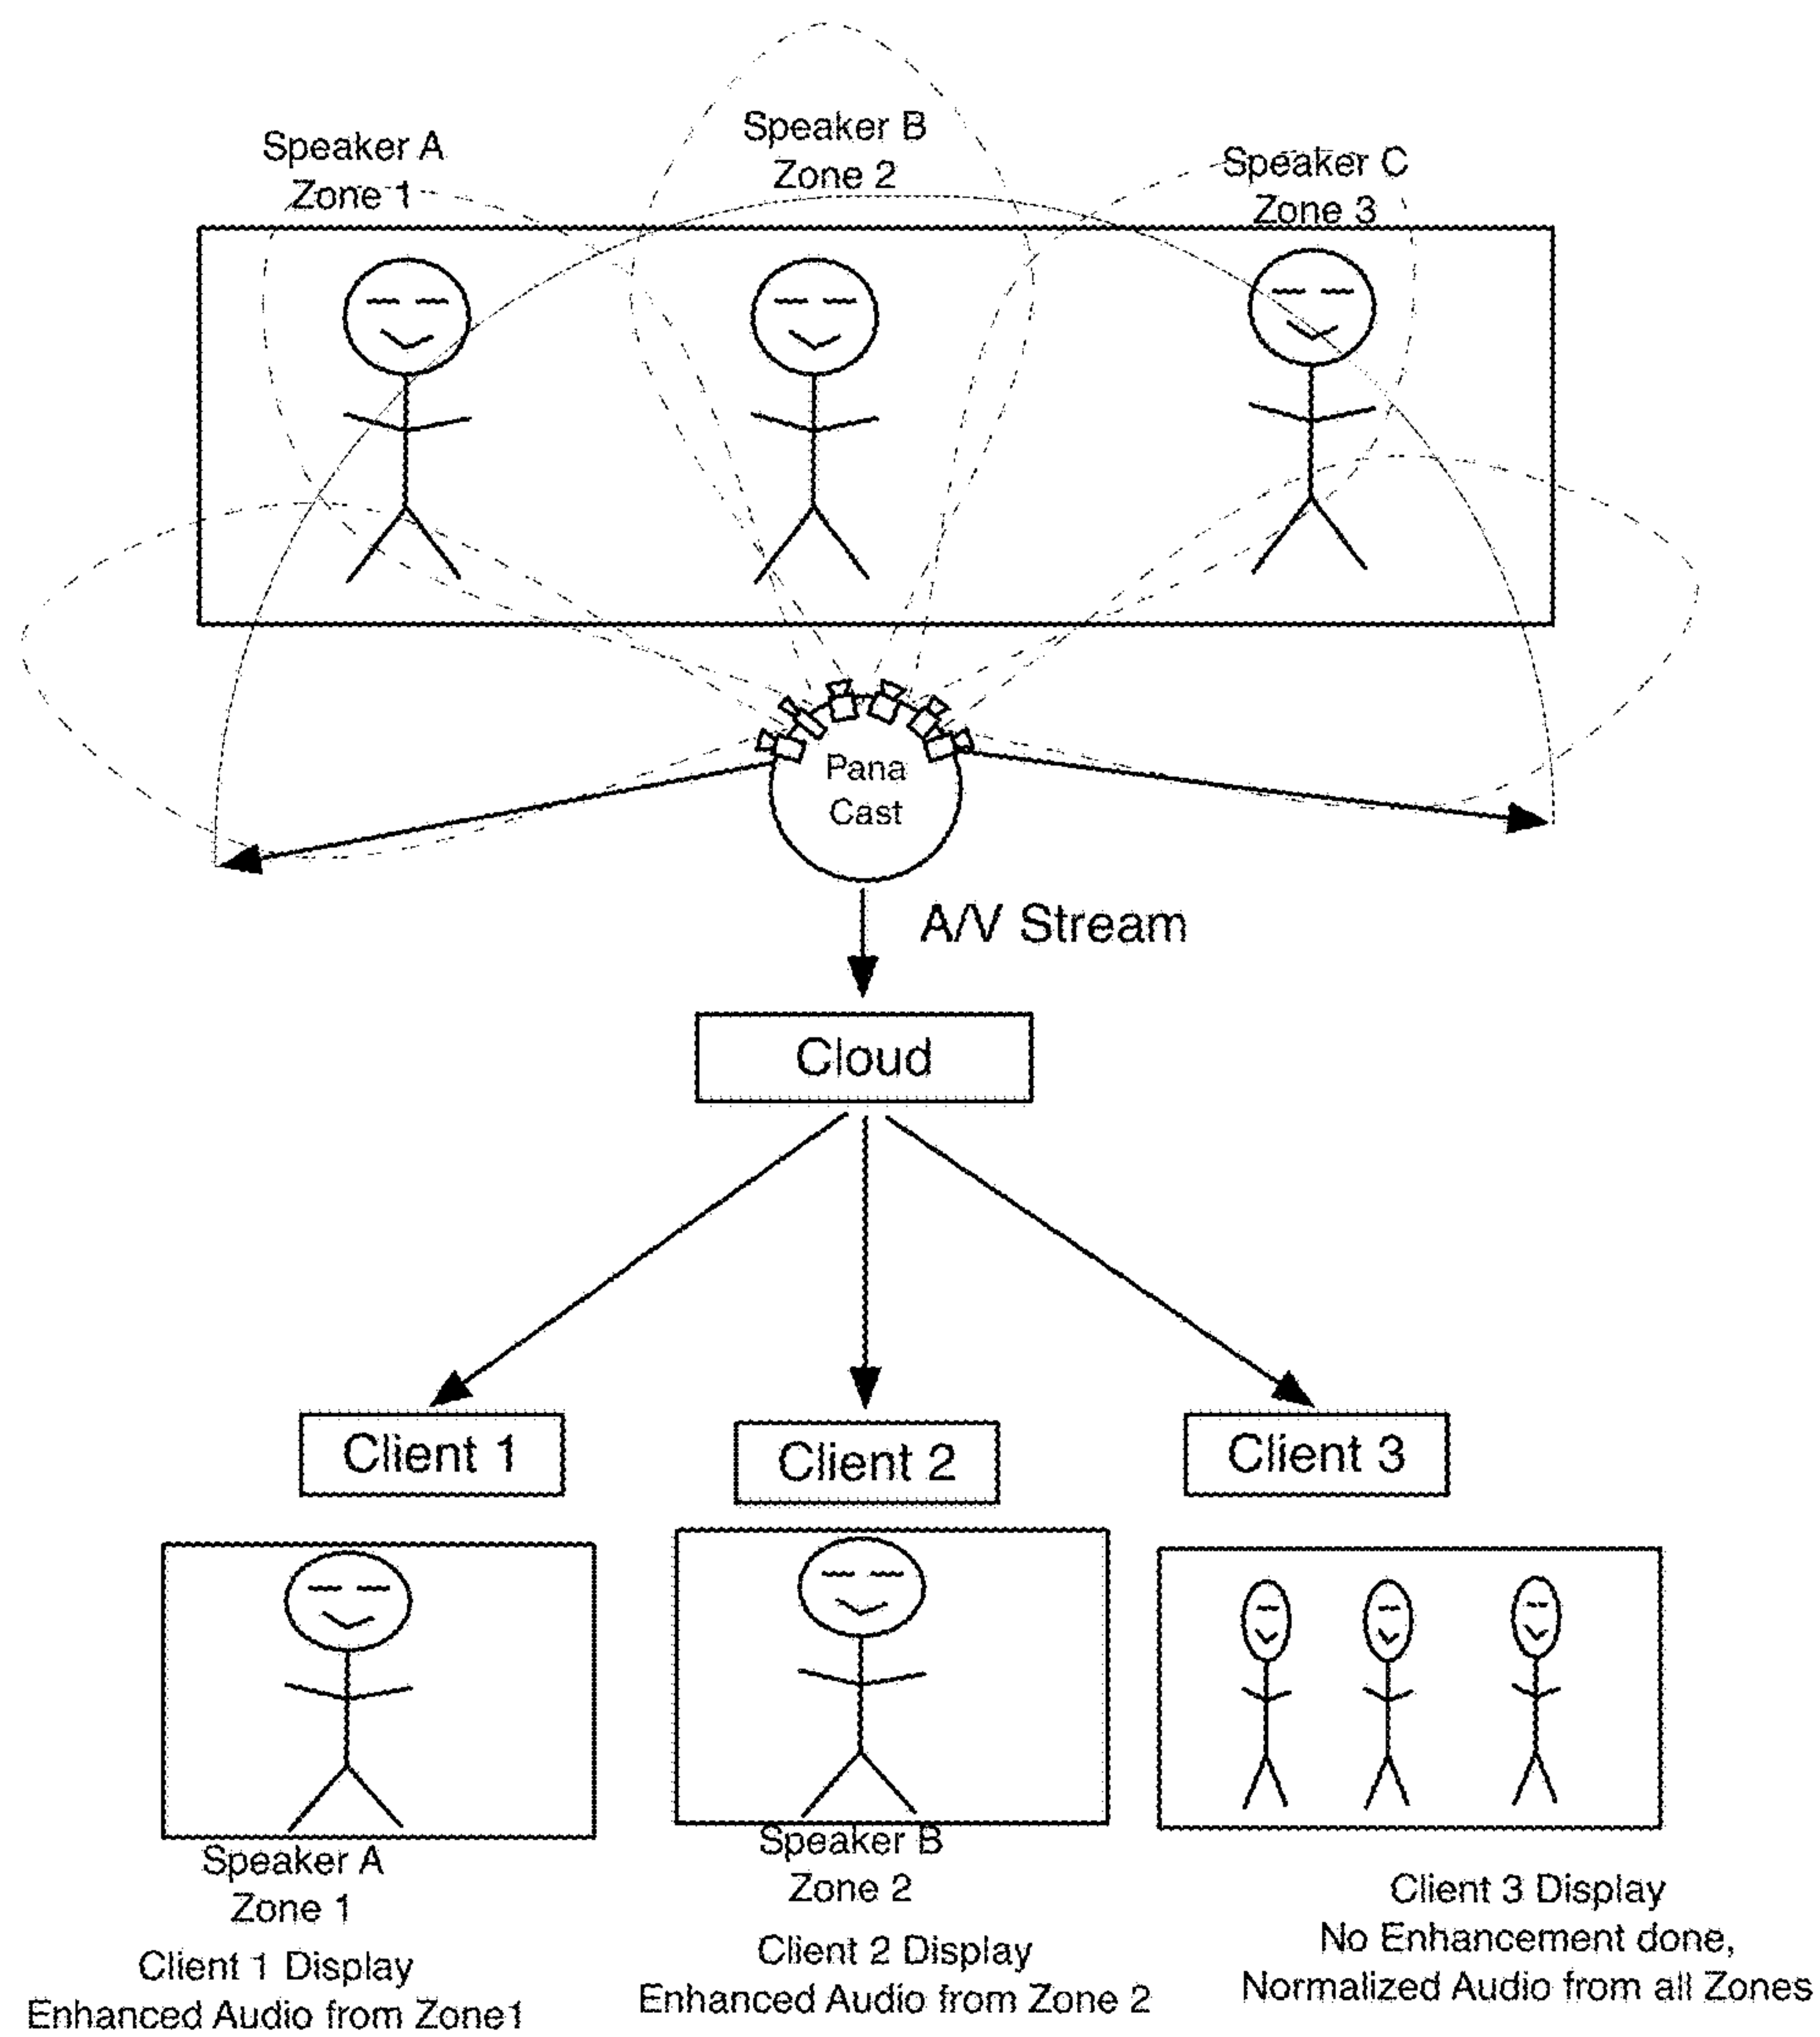 Speaker A
Zone 1
Speaker B
Zone 2
Speaker C
Zone 3
Pana
Cast
A/V Stream
Cloud
Client 1
Client 2
Client 3
Speaker A
Zone 1
Client 1 Display
Enhanced Audio from Zone1
Speaker B
Zone 2
Client 2 Display
Enhanced Audio from Zone 2
Client 3 Display
No Enhancement done,
Normalized Audio from all Zones